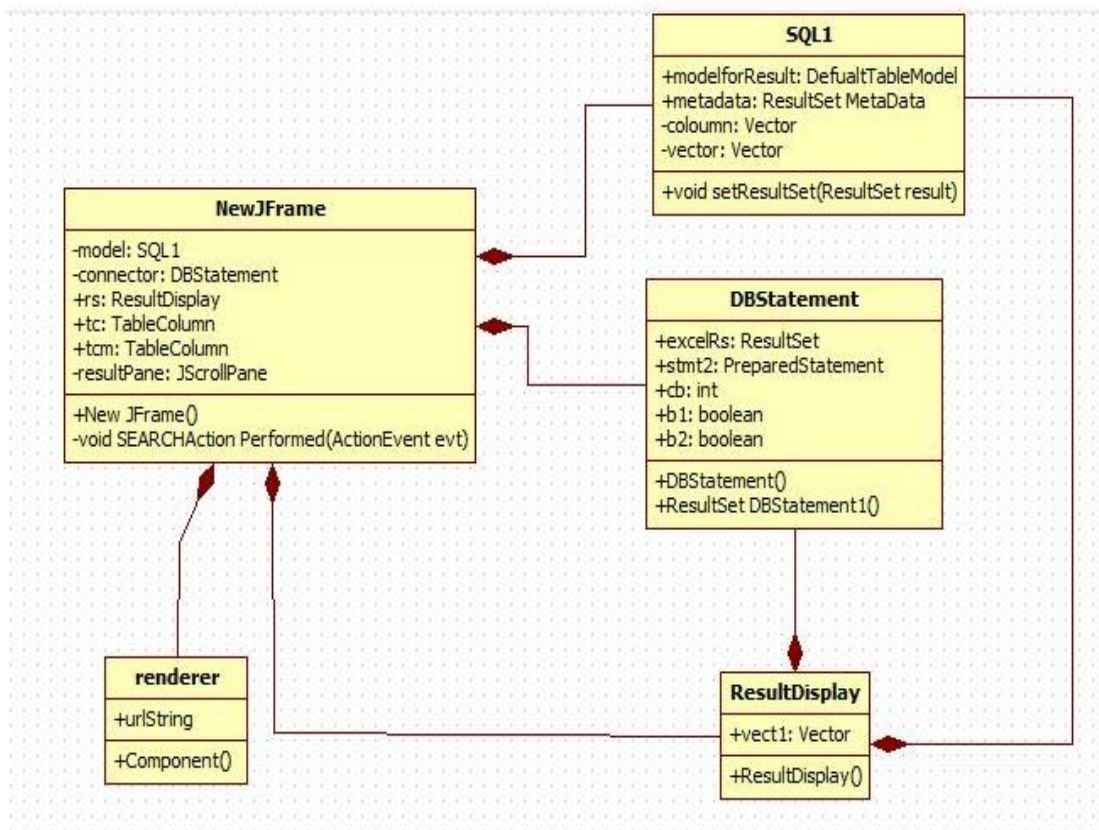 SQL1
+modelforResult: DefualtTableModel
+metadata: ResultSet MetaData
-coloumn: Vector
-vector: Vector
+void setResultSet(ResultSet result)
NewJFrame
-model: SQL1
-connector: DBStatement
+rs: ResultDisplay
+tc: TableColumn
+tcm: TableColumn
-resultPane: JScrollPane
+New JFrame()
-void SEARCHAction Performed(ActionEvent evt)
DBStatement
+excelRs: ResultSet
+stmt2: PreparedStatement
+cb: int
+b1: boolean
+b2: boolean
+DBStatement()
+ResultSet DBStatement1()
renderer
+urlString
+Component()
ResultDisplay
+vect1: Vector
+ResultDisplay()